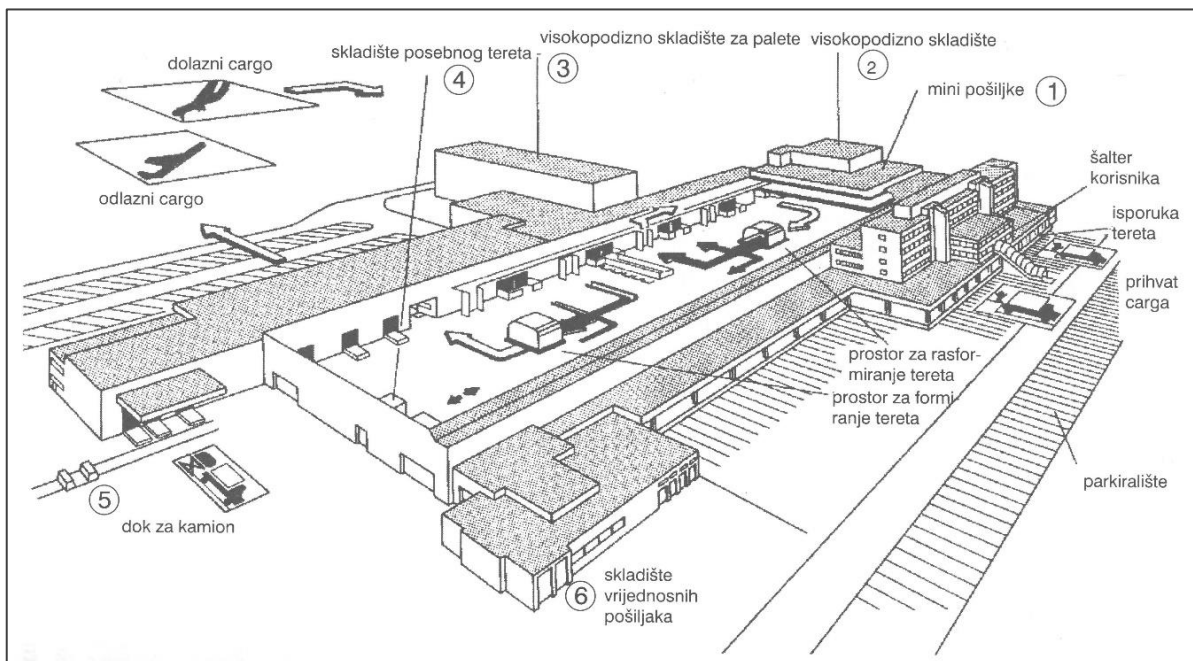 visokopodizno skladište za palete
visokopodizno skladište
skladište posebnog tereta
3
2
4
dolazni cargo
mini pošiljke
1
šalter
korisnika
odlazni cargo
isporuka
tereta
prihvat
carga
prostor za rasfor-
miranje tereta
prostor za formi-
ranje tereta
parkiralište
5
dok za kamion
6
skladište
vrijednosnih
pošiljaka